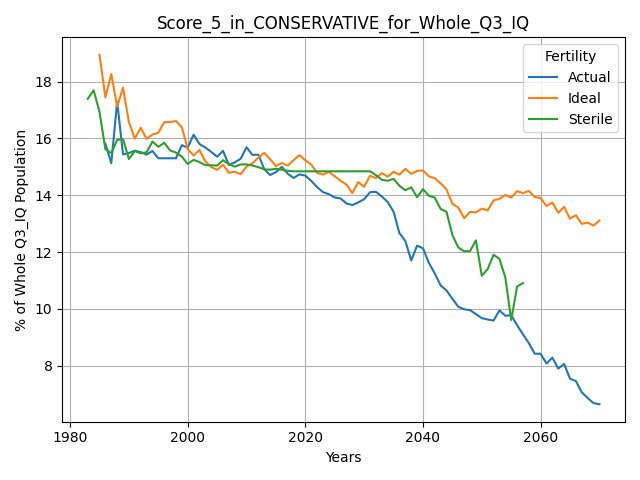 Score_5_in_CONSERVATIVE_for_Whole_Q3_IQ
% of Whole Q3_IQ Population
18
16
14
12
10
8
1980 2000 2020 2040 2060
Years
Fertility
Actual
Ideal
Sterile